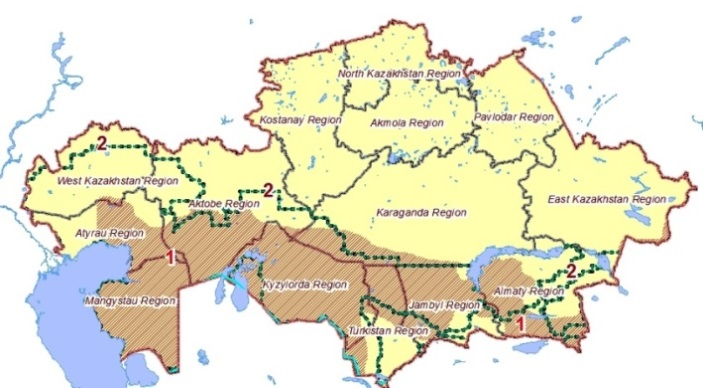 North Kazakhstan Region
Kostanay Region
Akmola Region
Pavlodar Region
2
West Kazakhstan Region
2
Aktobe Region
Karaganda Region
East Kazakhstan Region
Atyrau Region
1
2
Kyzylorda Region
Almaty Region
Mangystau Region
Jambyl Region
1
Turkistan Region